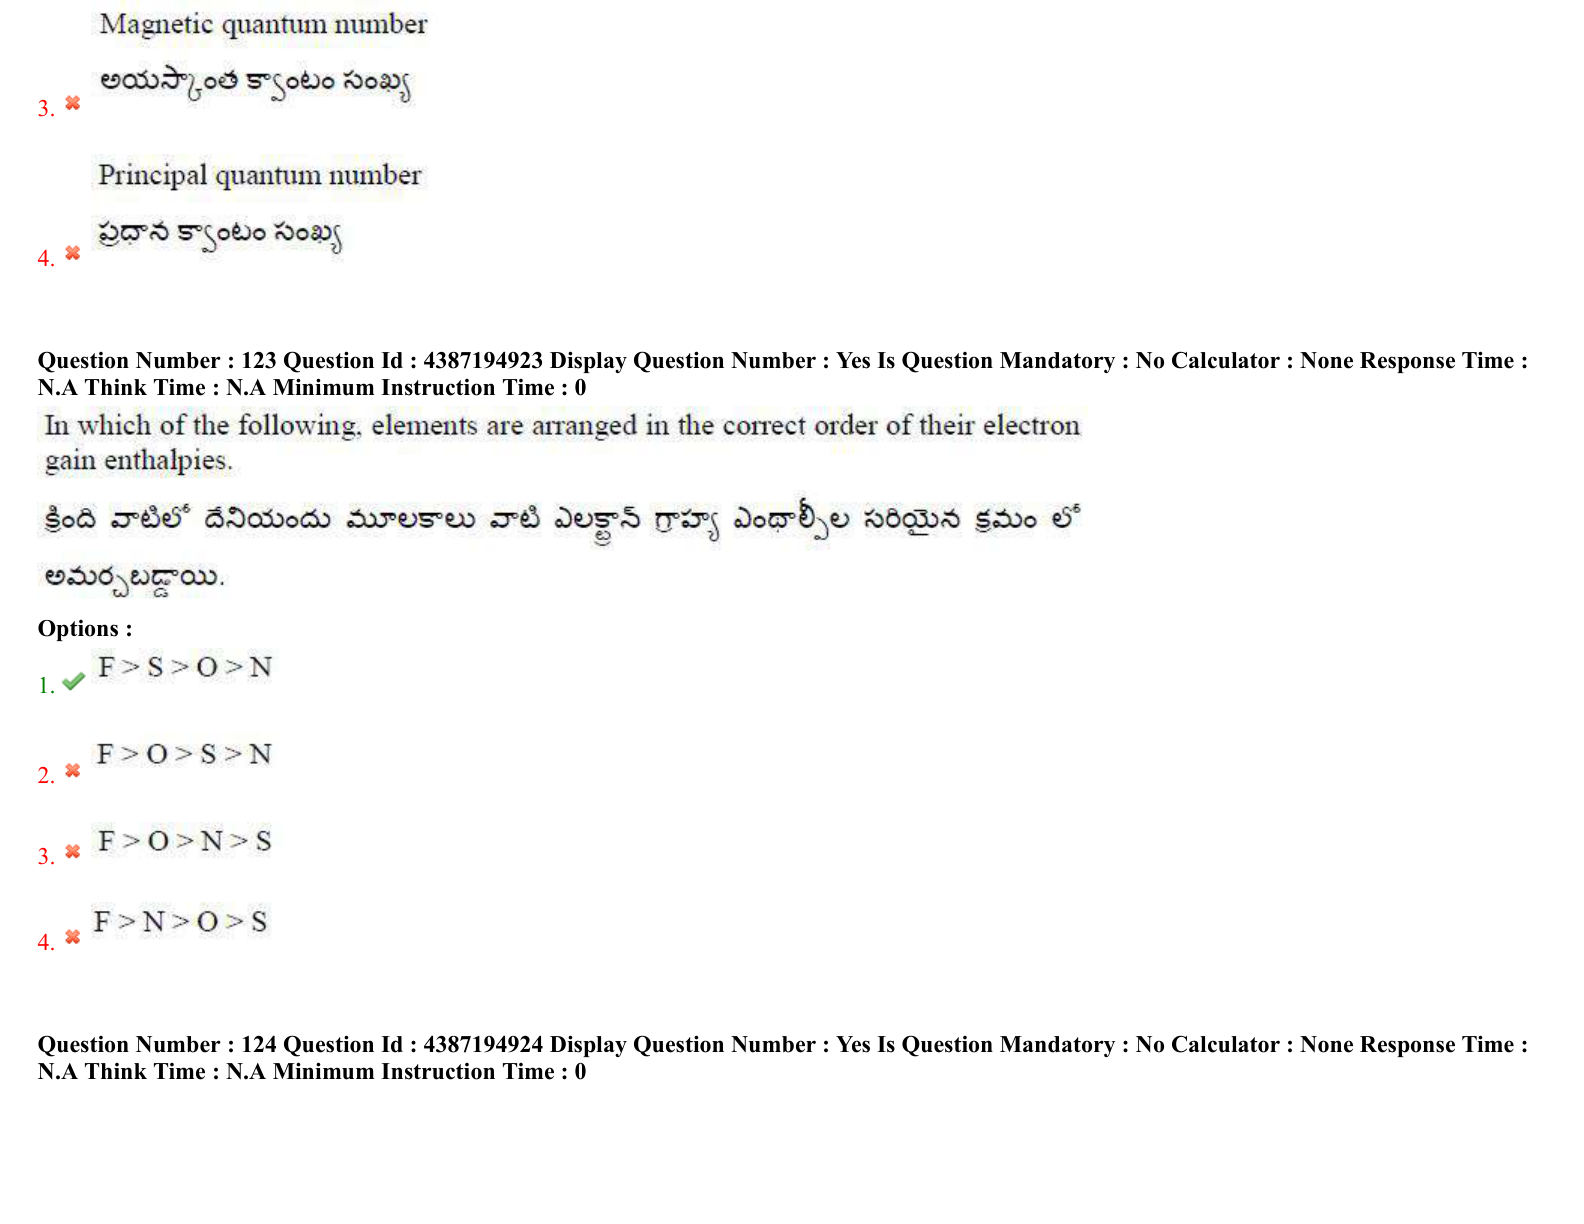 Magnetic quantum number
అయస్కాంత క్వాంటం సంఖ్య
3.
Principal quantum number
ప్రధాన క్వాంటం సంఖ్య
4.
Question Number : 123 Question Id : 4387194923 Display Question Number : Yes Is Question Mandatory : No Calculator : None Response Time :
N.A Think Time : N.A Minimum Instruction Time : 0
In which of the following, elements are arranged in the correct order of their electron
gain enthalpies.
క్రింది వాటిలో దేనియందు మూలకాలు వాటి ఎలక్ట్రాన్ గ్రాహ్య ఎంథాల్పీల సరియైన క్రమం లో
అమర్చబడ్డాయి.
Options :
F > S > O > N
1.
F > O > S > N
2.
F > O > N > S
3.
F > N > O > S
4.
Question Number : 124 Question Id : 4387194924 Display Question Number : Yes Is Question Mandatory : No Calculator : None Response Time :
N.A Think Time : N.A Minimum Instruction Time : 0